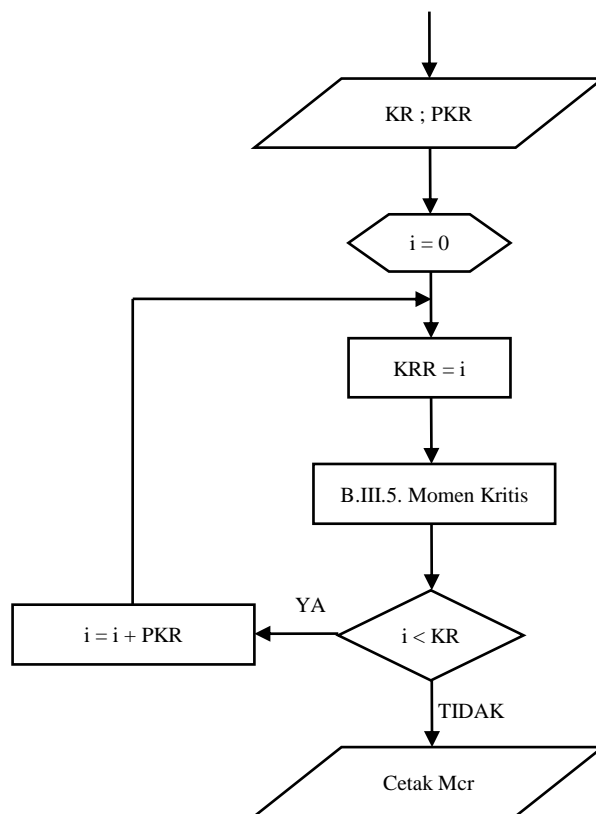 KR ; PKR
i = 0
KRR = i
B.III.5. Momen Kritis
YA
i = i + PKR
i < KR
TIDAK
Cetak Mcr